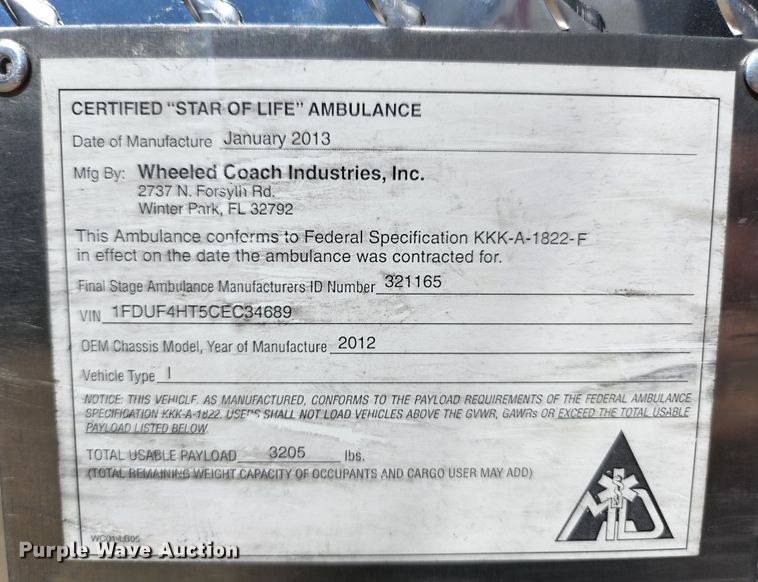 CERTIFIED "STAR OF LIFE" AMBULANCE
Date of Manufacture January 2013
Mfg By: Wheeled Coach Industries, Inc.
2737 N. Forsyth Rd.
Winter Park, FL 32792
This Ambulance conforms to Federal Specification KKK-A-1822-F
in effect on the date the ambulance was contracted for.
Final Stage Ambulance Manufacturers ID Number 321165
VIN 1FDUF4HT5CEC34689
OEM Chassis Model, Year of Manufacture 2012
Vehicle Type I
NOTICE: THIS VEHICLE, AS MANUFACTURED, CONFORMS TO THE PAYLOAD REQUIREMENTS OF THE FEDERAL AMBULANCE
SPECIFICATION KKK-A-1822. USERS SHALL NOT LOAD VEHICLES ABOVE THE GVWR, GAWRs OR EXCEED THE TOTAL USABLE
PAYLOAD LISTED BELOW.
TOTAL USABLE PAYLOAD 3205 lbs.
(TOTAL REMAINING WEIGHT CAPACITY OF OCCUPANTS AND CARGO USER MAY ADD)
AMD
WC01-LB05
Purple Wave Auction